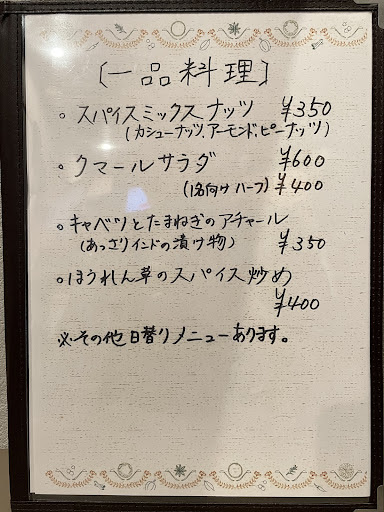 〔一品料理〕
。スパイスミックスナッツ ¥350
(カシューナッツ,アーモンド,ピーナッツ)
。クマールサラダ ¥600
(1名向け ハーフ) ¥400
。キャベツとたまねぎのアチャール
(あっさりインドの漬け物) ¥350
。ほうれん草のスパイス炒め
¥400
※その他日替りメニューあります。